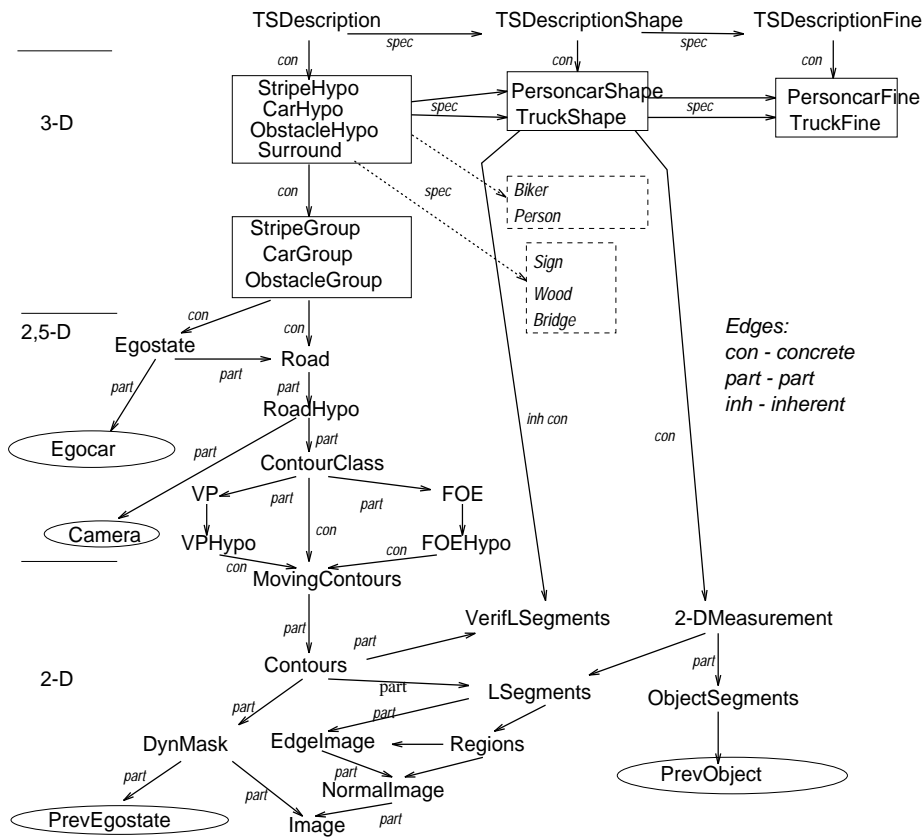 TSDescription
TSDescriptionShape
TSDescriptionFine
spec
spec
con
con
con
StripeHypo
CarHypo
ObstacleHypo
Surround
PersoncarShape
TruckShape
PersoncarFine
TruckFine
spec
spec
3-D
con
spec
Biker
Person
StripeGroup
CarGroup
ObstacleGroup
Sign
Wood
Bridge
2,5-D
con
con
Egostate
Road
part
part
part
Edges:
con - concrete
part - part
inh - inherent
RoadHypo
Egocar
part
part
inh con
con
ContourClass
VP
part
part
FOE
Camera
con
VPHypo
FOEHypo
con
con
MovingContours
VerifLSegments
2-DMeasurement
part
part
Contours
part
part
LSegments
ObjectSegments
2-D
part
part
DynMask
EdgeImage
Regions
part
part
part
NormalImage
PrevObject
PrevEgostate
Image
part